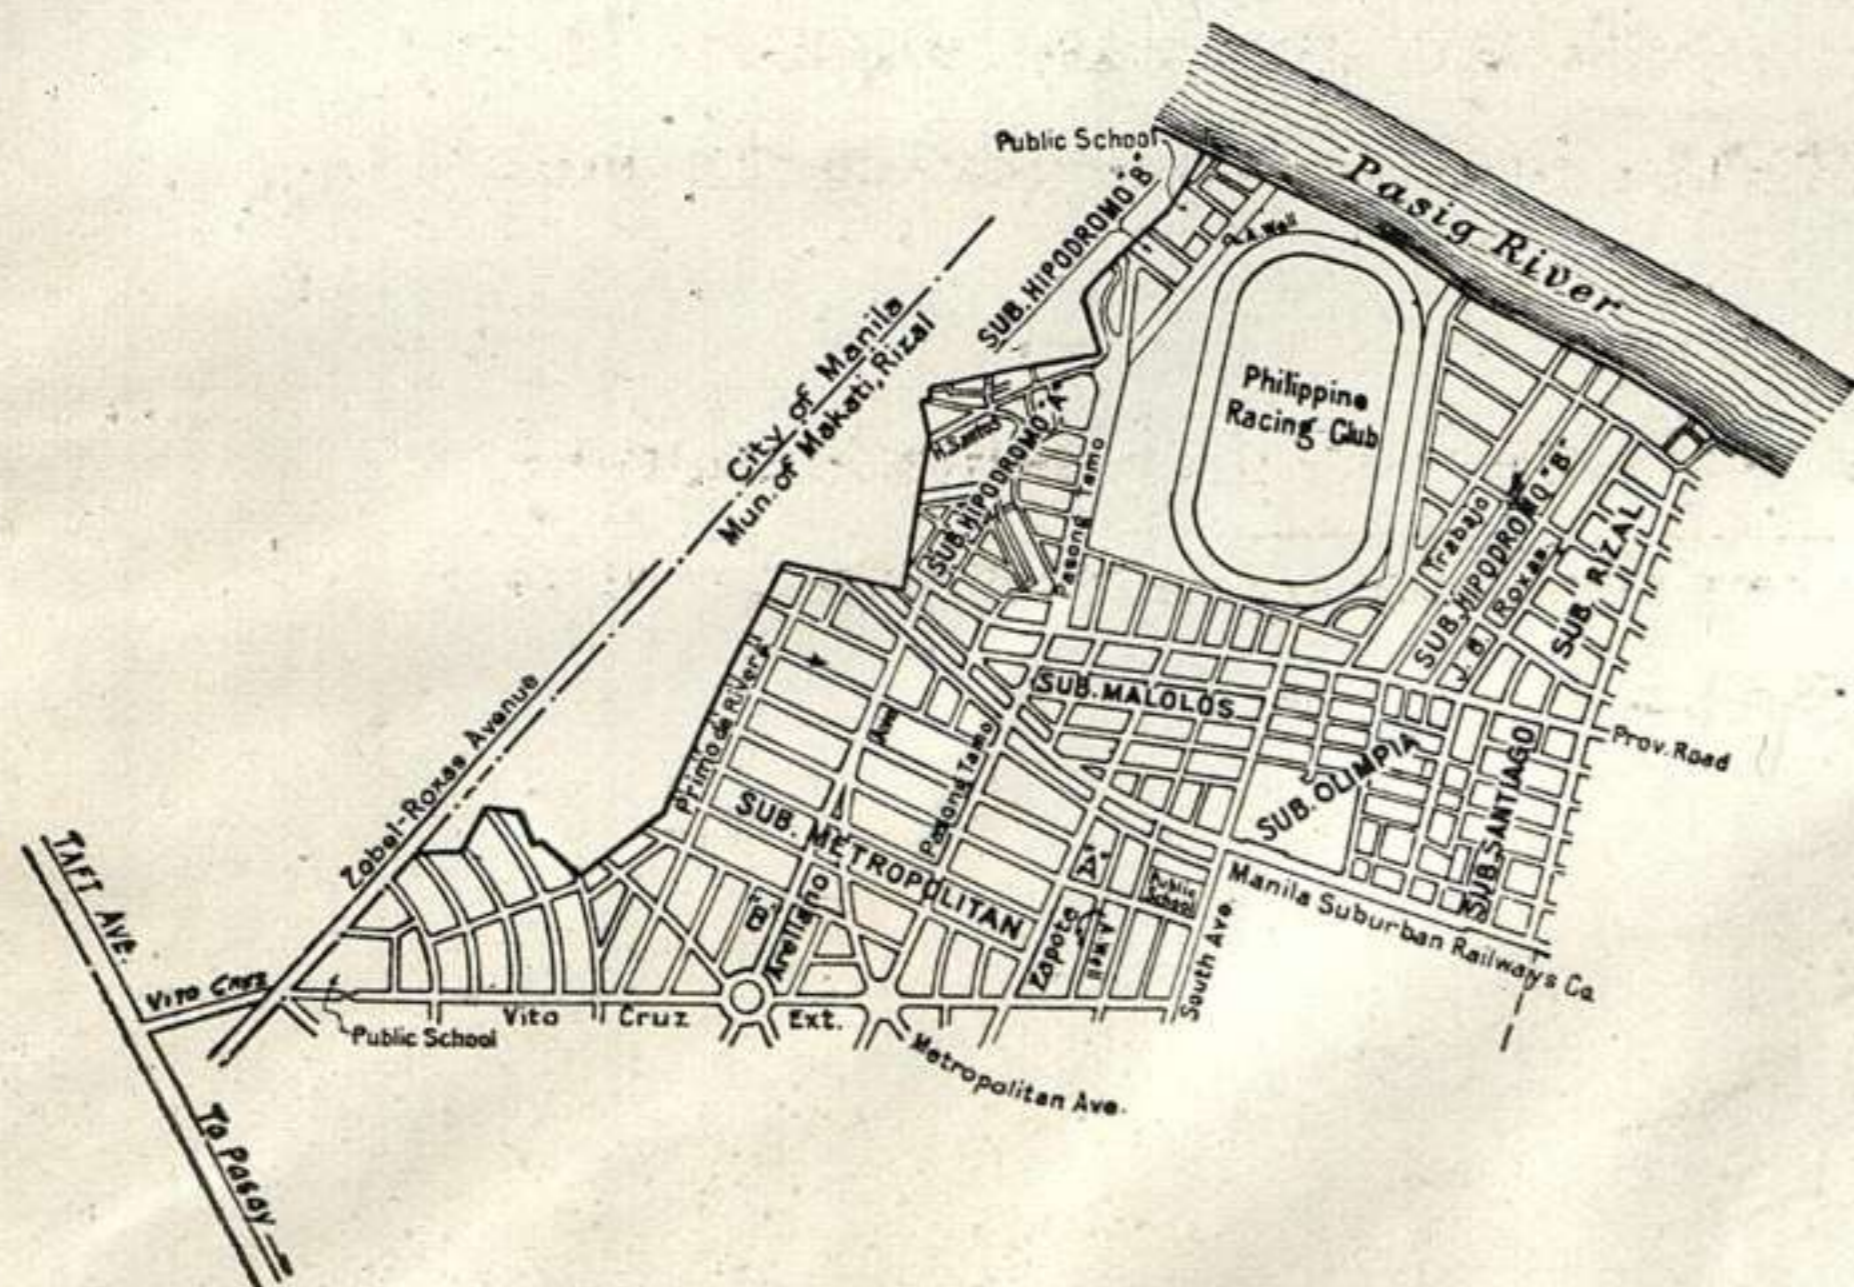 Public School
Pasig River
SUB. HIPODROMO "B"
City of Manila
Mun. of Makati, Rizal
Philippine
Racing Club
SUB. HIPODROMO "A"
Pasong Tamo
Trabajo
SUB. HIPODROMO "B"
J. B. Roxas
SUB. RIZAL
SUB. MALOLOS
Prov. Road
Primo de Rivera
Pasong Tamo
SUB. OLIMPIA
SUB. SANTIAGO
Zobel-Roxas Avenue
SUB. METROPOLITAN
"A"
"B"
Arellano
Public
School
Zapote
South Ave.
Manila Suburban Railways Co.
TAFT AVE.
VITO CRUZ
Public School
Vito Cruz Ext.
Metropolitan Ave.
TO PASAY